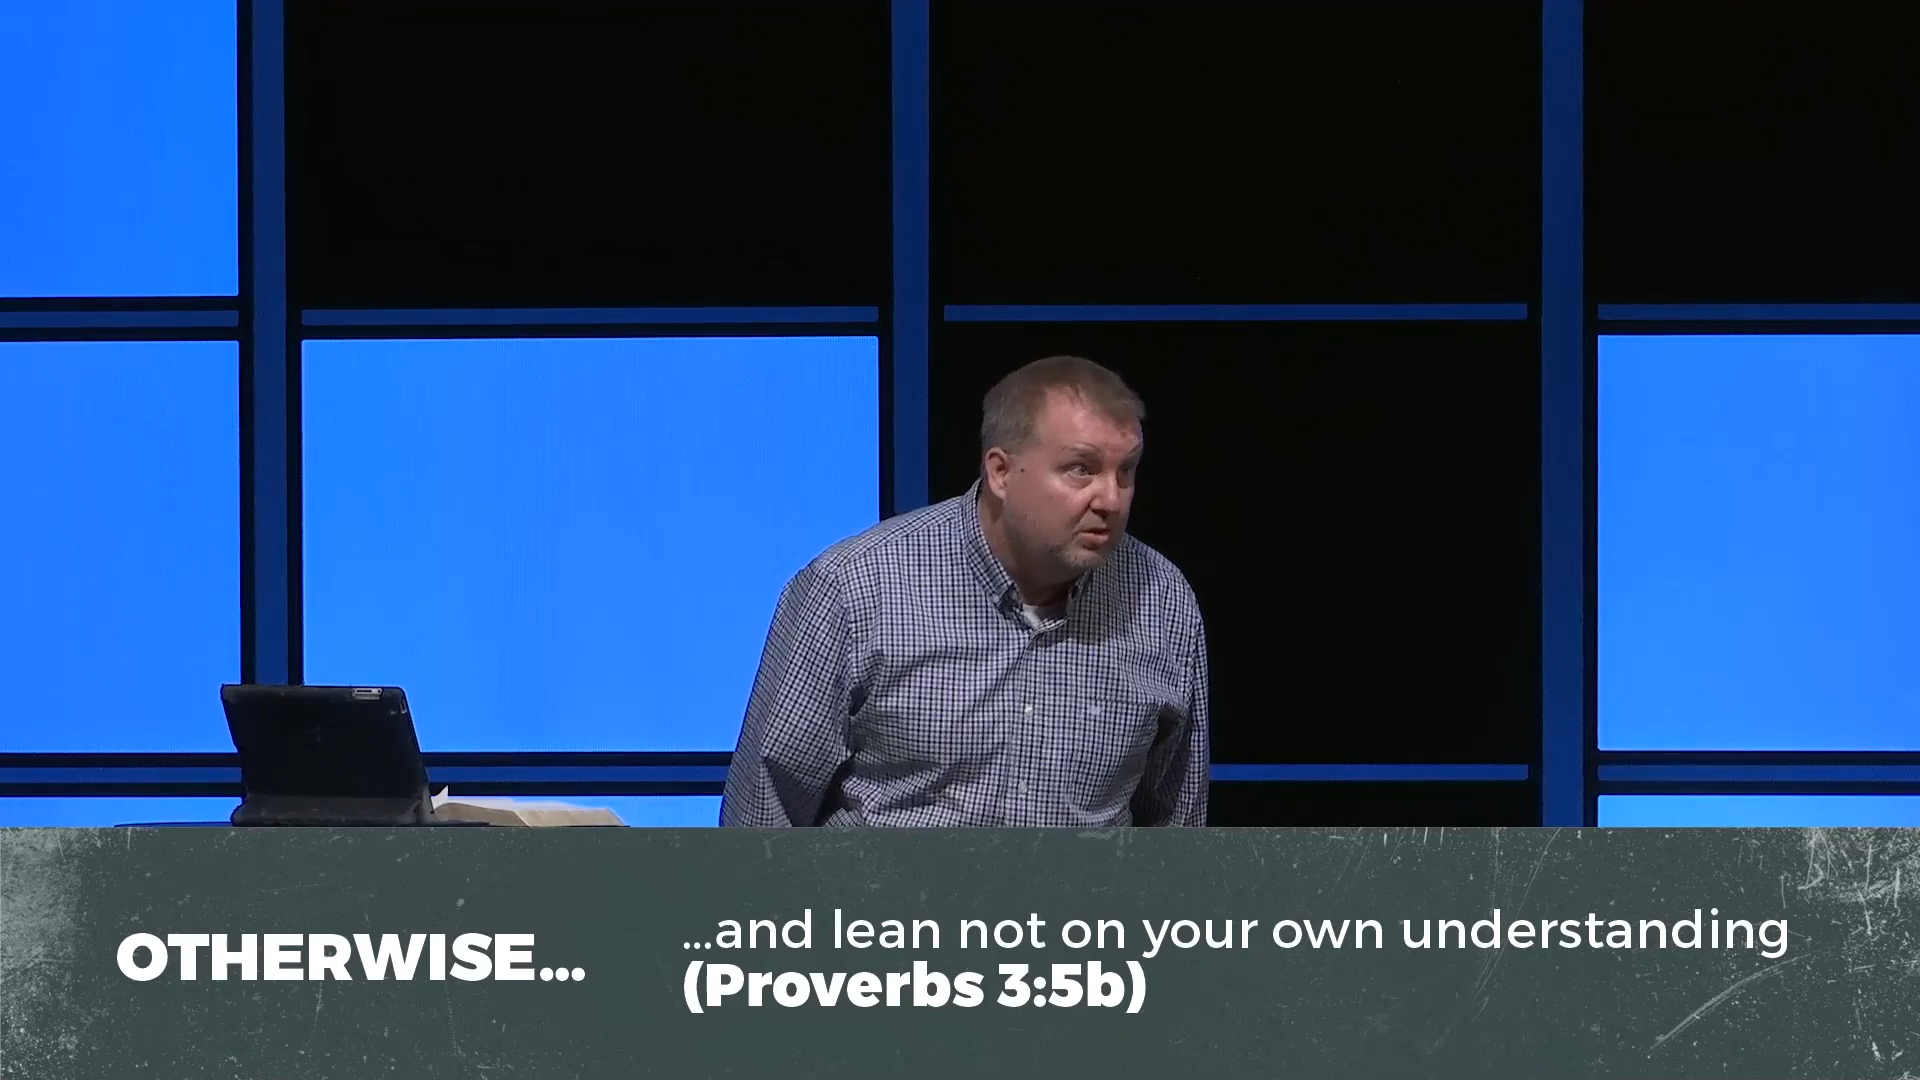 OTHERWISE...
...and lean not on your own understanding
(Proverbs 3:5b)